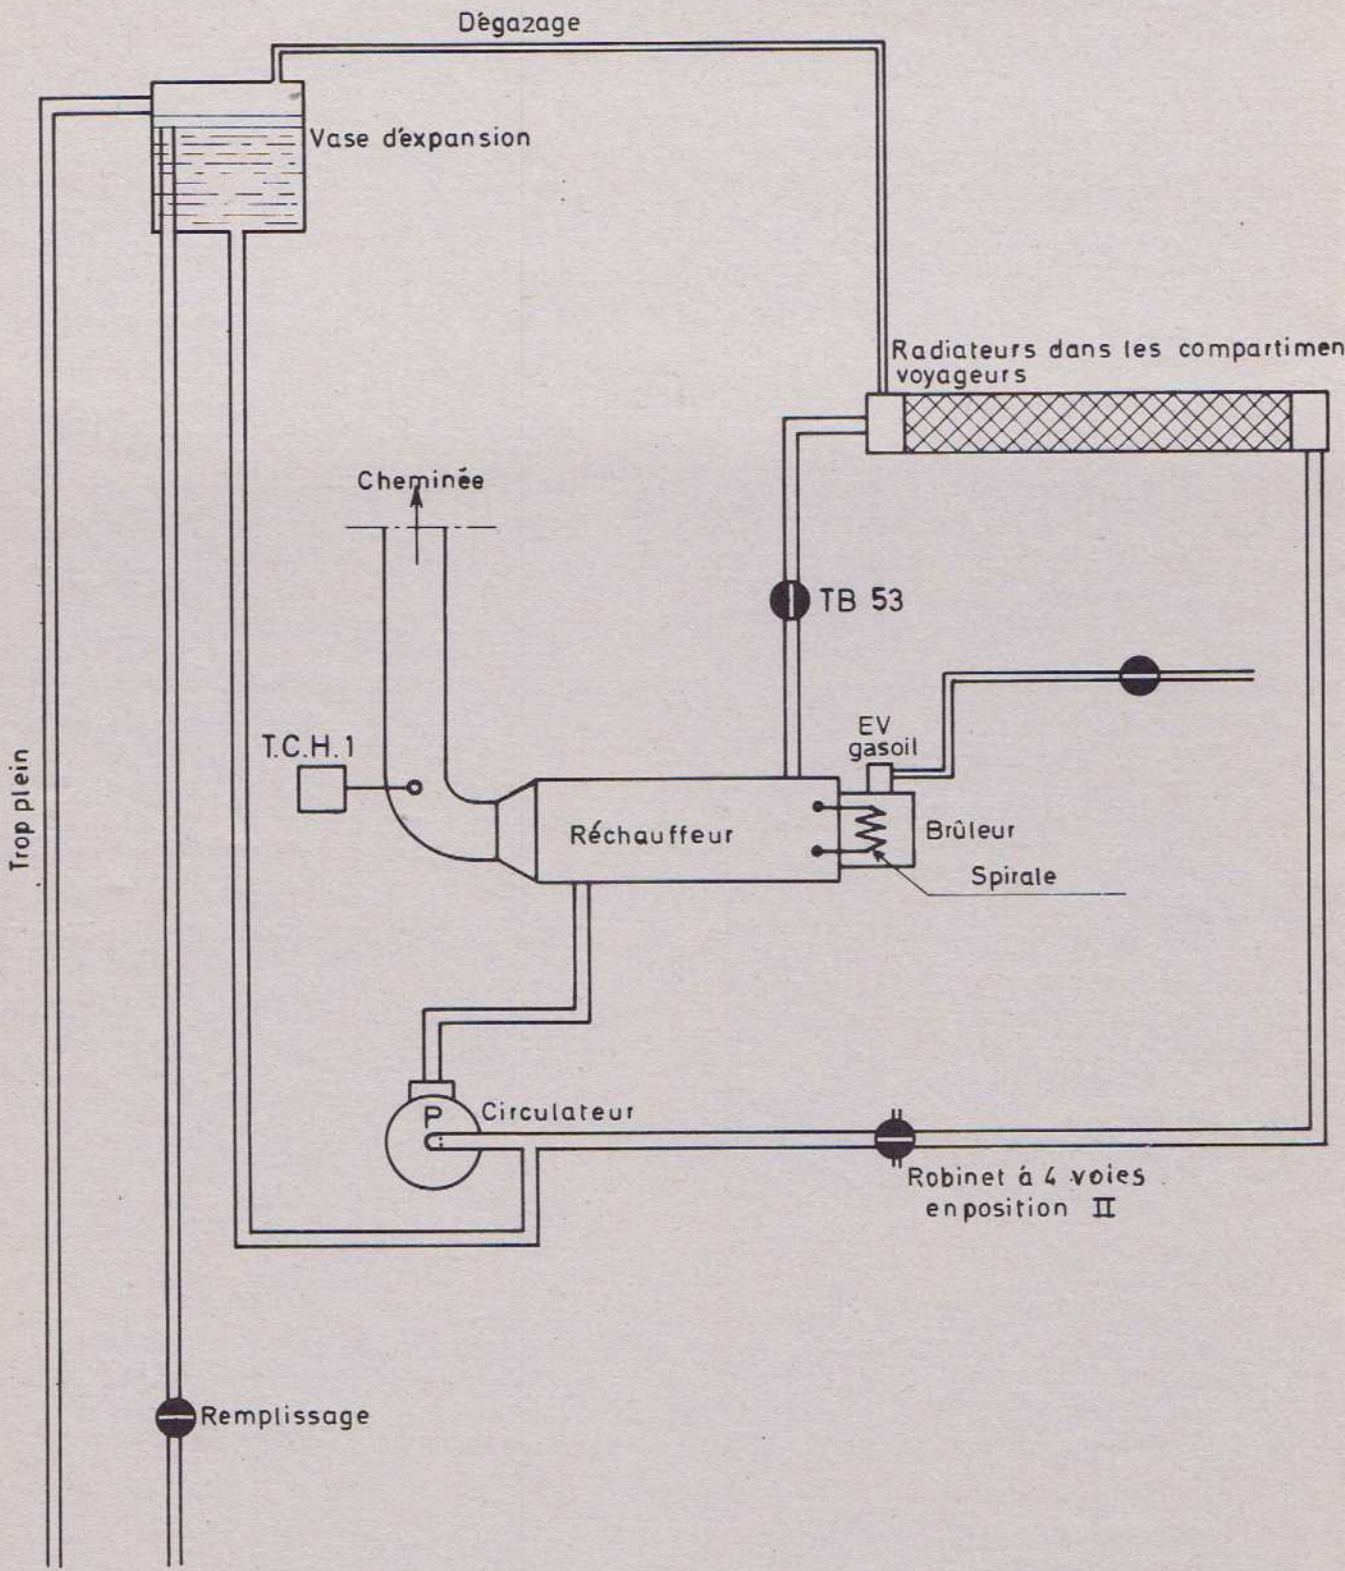 Dégazage
Vase d'expansion
Radiateurs dans les compartimen
voyageurs
Cheminée
TB 53
T.C.H.1
EV
gasoil
Trop plein
Réchauffeur
Brûleur
Spirale
P
Circulateur
Robinet à 4 voies
en position II
Remplissage